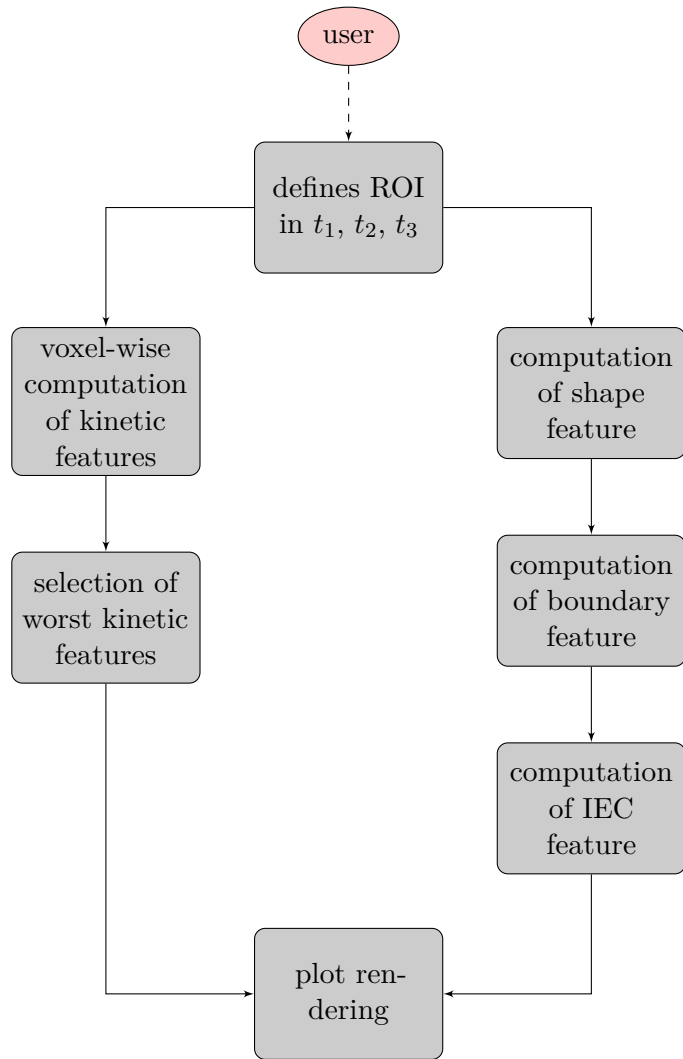 user
defines ROI
in t₁, t₂, t₃
voxel-wise
computation
of kinetic
features
computation
of shape
feature
selection of
worst kinetic
features
computation
of boundary
feature
computation
of IEC
feature
plot ren-
dering